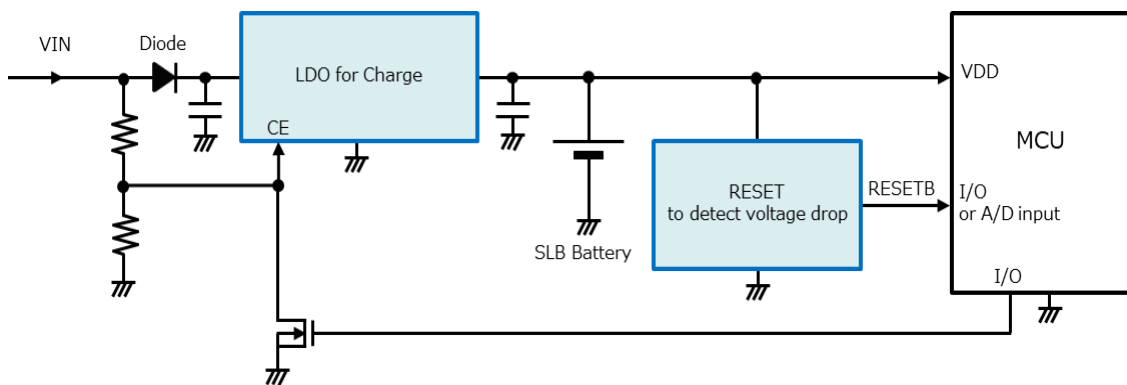 VIN
Diode
LDO for Charge
CE
VDD
MCU
RESET
to detect voltage drop
RESETB
I/O
or A/D input
SLB Battery
I/O